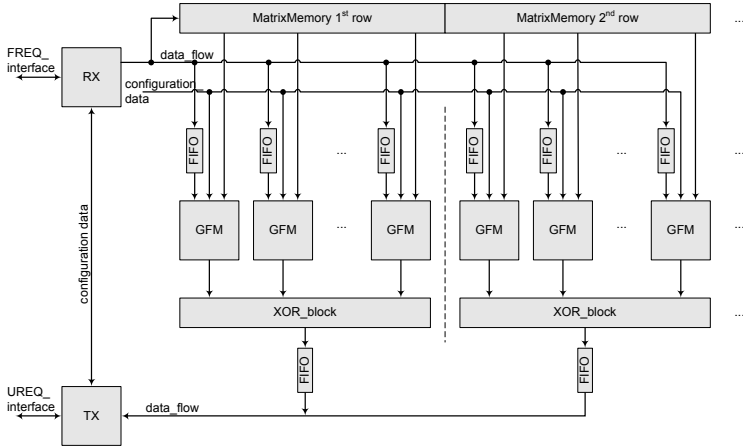 MatrixMemory 1st row
MatrixMemory 2nd row
...
FREQ_
interface
RX
data_flow
configuration_
data
FIFO
FIFO
FIFO
...
FIFO
FIFO
...
FIFO
...
GFM
GFM
...
GFM
GFM
GFM
...
GFM
...
configuration data
XOR_block
XOR_block
...
FIFO
FIFO
UREQ_
interface
TX
data_flow